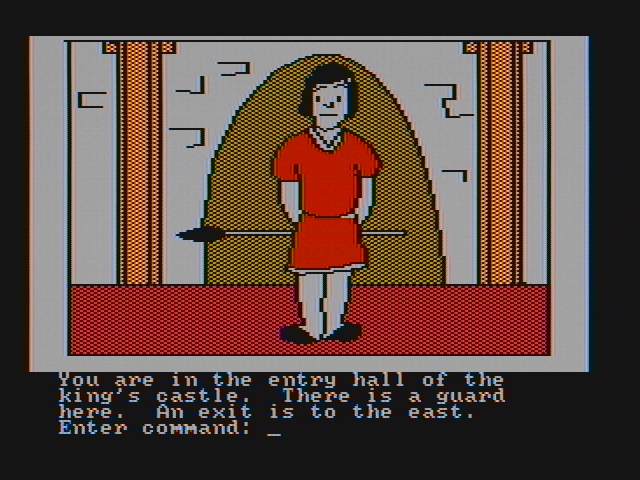 You are in the entry hall of the
king's castle.  There is a guard
here.  An exit is to the east.
Enter command: _